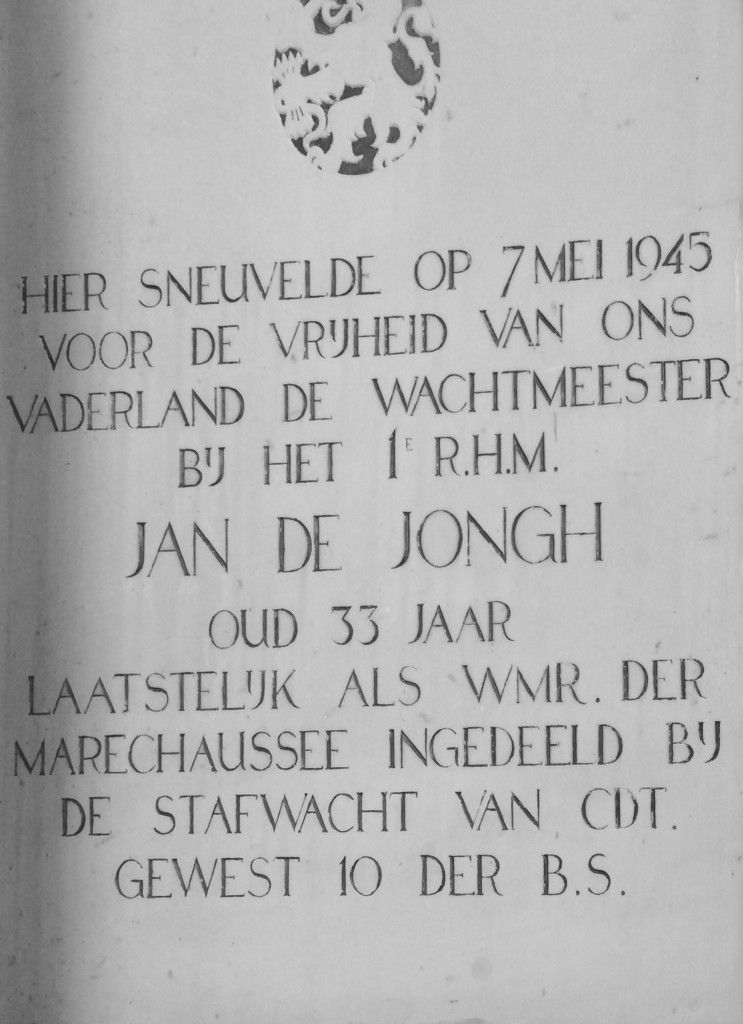 HIER SNEUVELDE OP 7 MEI 1945
VOOR DE VRIJHEID VAN ONS
VADERLAND DE WACHTMEESTER
BIJ HET 1E R.H.M.
JAN DE JONGH
OUD 33 JAAR
LAATSTELIJK ALS WMR. DER
MARECHAUSSEE INGEDEELD BIJ
DE STAFWACHT VAN CDT.
GEWEST 10 DER B.S.